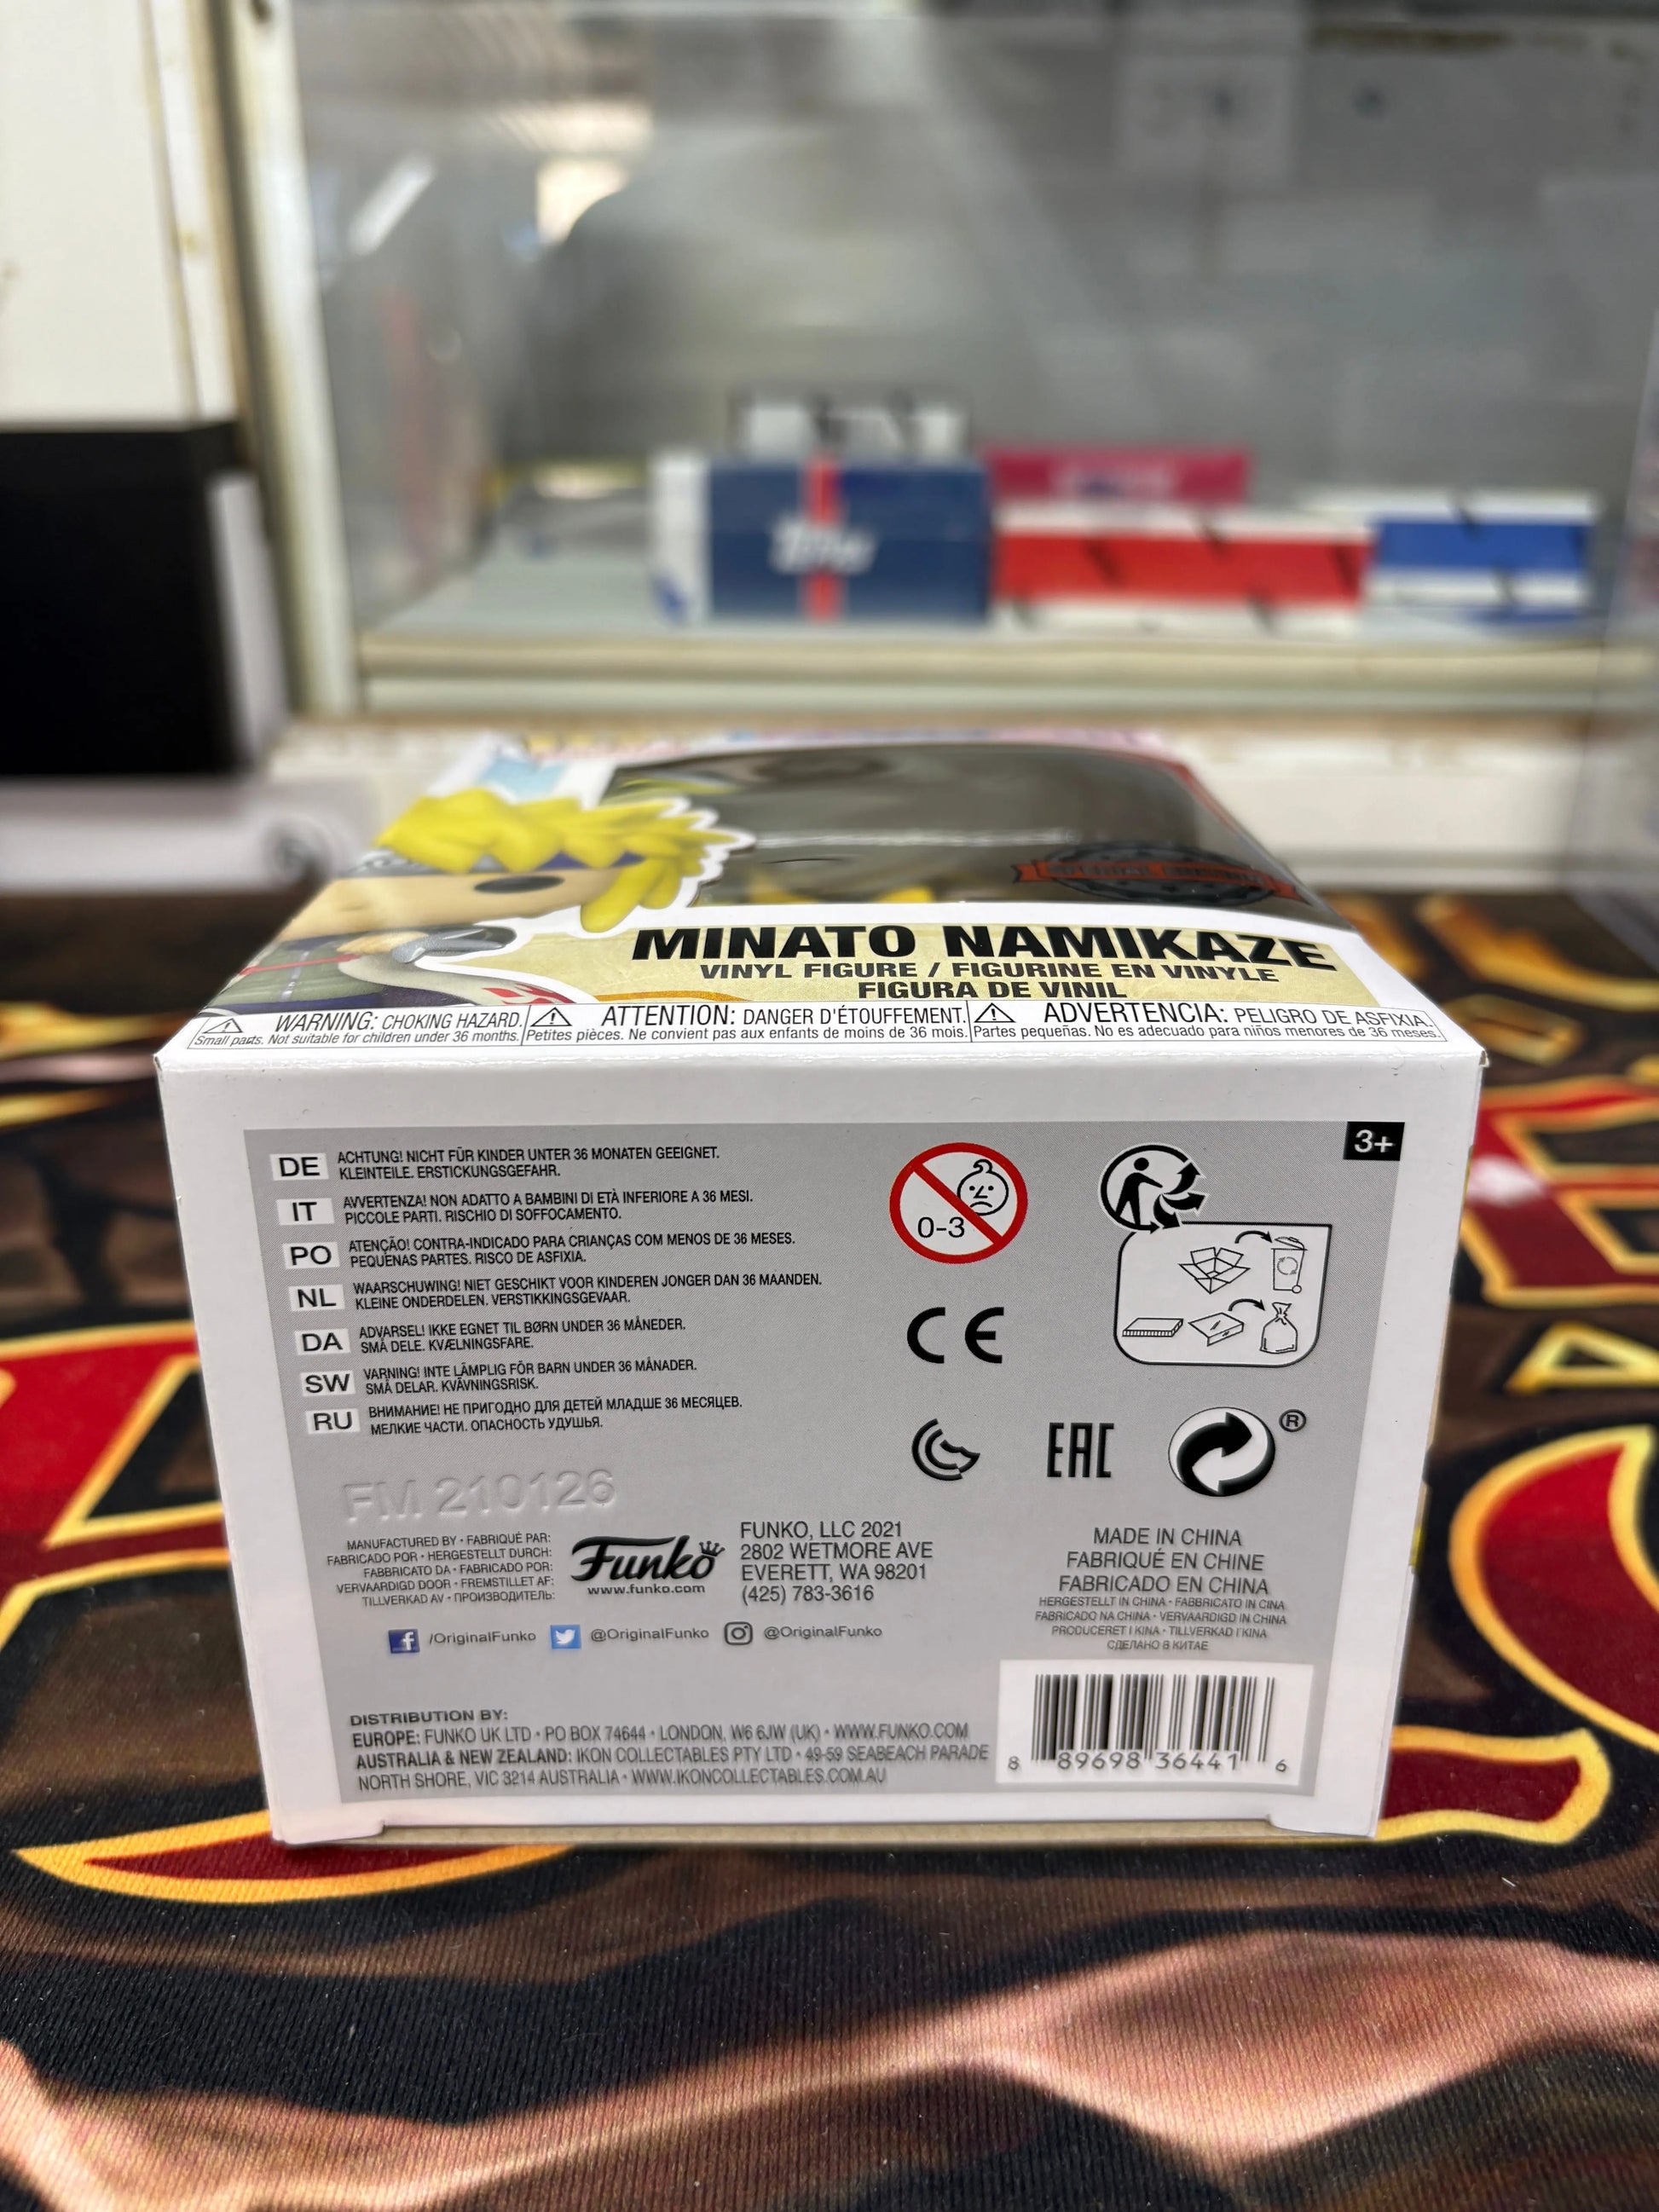 MINATO NAMIKAZE
VINYL FIGURE / FIGURINE EN VINYLE
FIGURA DE VINIL
WARNING: CHOKING HAZARD.
Small parts. Not suitable for children under 36 months.
ATTENTION: DANGER D'ÉTOUFFEMENT.
Petites pièces. Ne convient pas aux enfants de moins de 36 mois.
ADVERTENCIA: PELIGRO DE ASFIXIA.
Partes pequeñas. No es adecuado para niños menores de 36 meses.
3+
DE ACHTUNG! NICHT FÜR KINDER UNTER 36 MONATEN GEEIGNET.
KLEINTEILE. ERSTICKUNGSGEFAHR.
IT AVVERTENZA! NON ADATTO A BAMBINI DI ETÀ INFERIORE A 36 MESI.
PICCOLE PARTI. RISCHIO DI SOFFOCAMENTO.
PO ATENÇÃO! CONTRA-INDICADO PARA CRIANÇAS COM MENOS DE 36 MESES.
PEQUENAS PARTES. RISCO DE ASFIXIA.
NL WAARSCHUWING! NIET GESCHIKT VOOR KINDEREN JONGER DAN 36 MAANDEN.
KLEINE ONDERDELEN. VERSTIKKINGSGEVAAR.
DA ADVARSEL! IKKE EGNET TIL BØRN UNDER 36 MÅNEDER.
SMÅ DELE. KVÆLNINGSFARE.
SW VARNING! INTE LÄMPLIG FÖR BARN UNDER 36 MÅNADER.
SMÅ DELAR. KVÄVNINGSRISK.
RU ВНИМАНИЕ! НЕ ПРИГОДНО ДЛЯ ДЕТЕЙ МЛАДШЕ 36 МЕСЯЦЕВ.
МЕЛКИЕ ЧАСТИ. ОПАСНОСТЬ УДУШЬЯ.
0-3
CE
EAC
®
FM 210126
MANUFACTURED BY • FABRIQUÉ PAR:
FABRICADO POR • HERGESTELLT DURCH:
FABBRICATO DA • FABRICADO POR:
VERVAARDIGD DOOR • FREMSTILLET AF:
TILLVERKAD AV • ПРОИЗВОДИТЕЛЬ:
Funko
www.funko.com
FUNKO, LLC 2021
2802 WETMORE AVE
EVERETT, WA 98201
(425) 783-3616
MADE IN CHINA
FABRIQUÉ EN CHINE
FABRICADO EN CHINA
HERGESTELLT IN CHINA • FABBRICATO IN CINA
FABRICADO NA CHINA • VERVAARDIGD IN CHINA
PRODUCERET I KINA • TILLVERKAD I KINA
СДЕЛАНО В КИТАЕ
/OriginalFunko @OriginalFunko @OriginalFunko
DISTRIBUTION BY:
EUROPE: FUNKO UK LTD • PO BOX 74644 • LONDON, W6 6JW (UK) • WWW.FUNKO.COM
AUSTRALIA & NEW ZEALAND: IKON COLLECTABLES PTY LTD • 49-59 SEABEACH PARADE
NORTH SHORE, VIC 3214 AUSTRALIA • WWW.IKONCOLLECTABLES.COM.AU
8 89698 36441 6